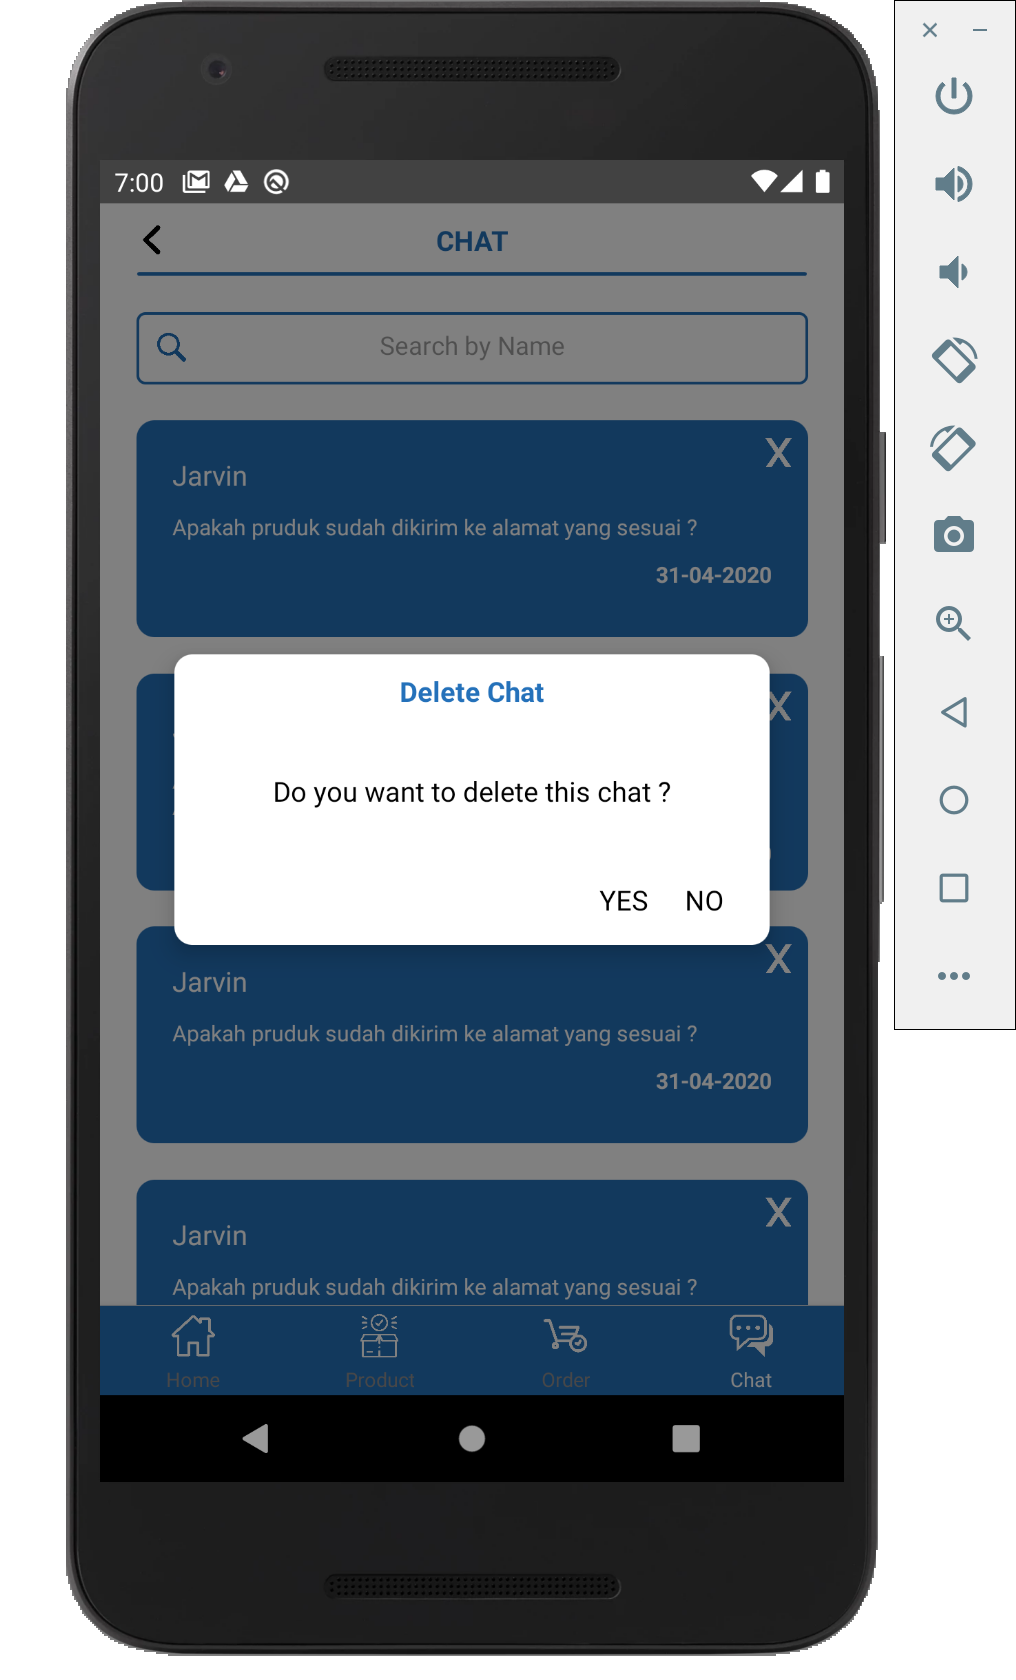 7:00
CHAT
Search by Name
X
Jarvin
Apakah pruduk sudah dikirim ke alamat yang sesuai ?
31-04-2020
X
Delete Chat
Do you want to delete this chat ?
YES NO
X
Jarvin
Apakah pruduk sudah dikirim ke alamat yang sesuai ?
31-04-2020
X
Jarvin
Apakah pruduk sudah dikirim ke alamat yang sesuai ?
Home Product Order Chat